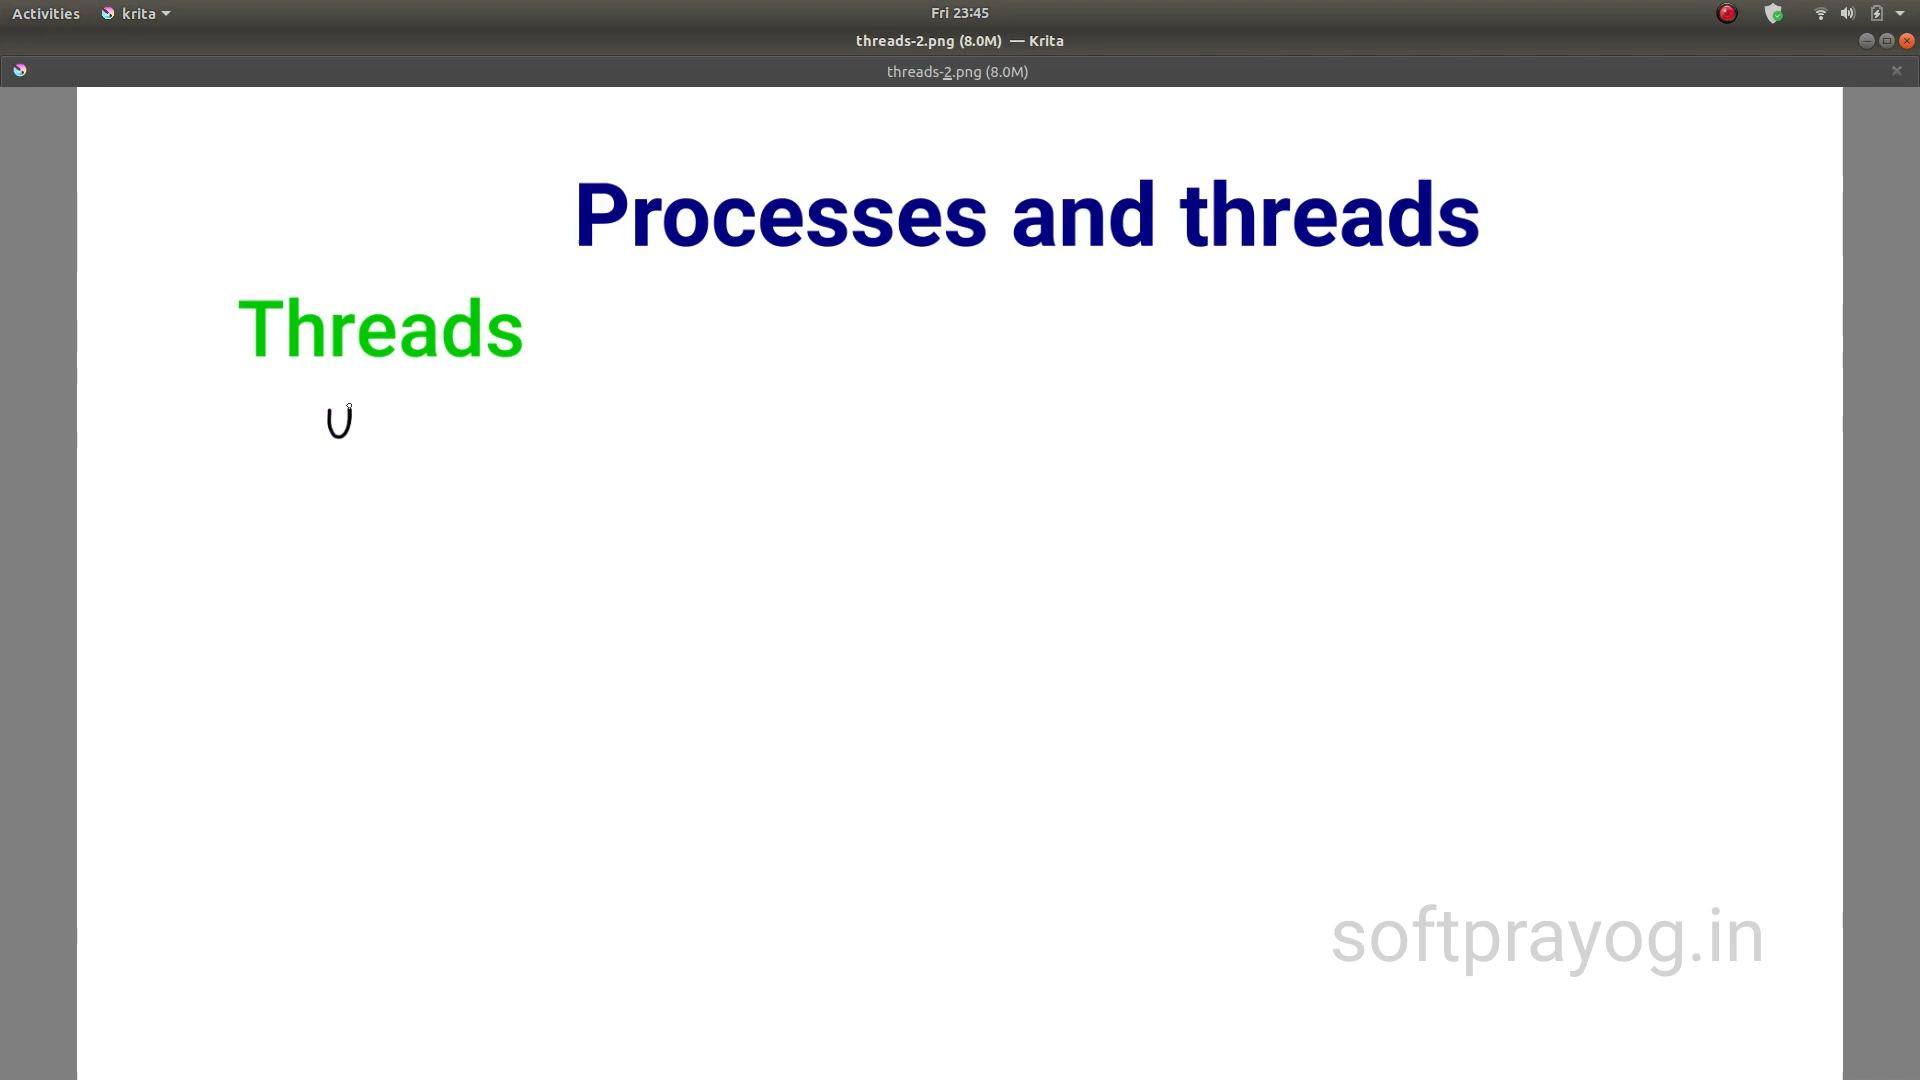 Activities krita Fri 23:45
threads-2.png (8.0M) — Krita
threads-2.png (8.0M)
Processes and threads
Threads
U
softprayog.in